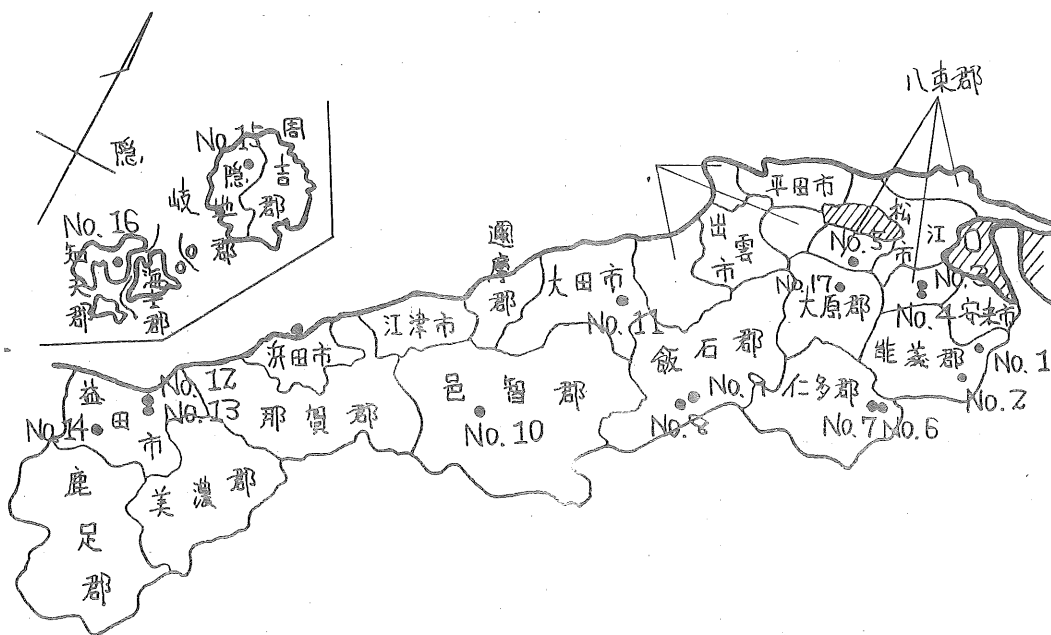 八束郡
隠岐
No. 15
周吉郡
隠地郡
No. 16
知夫郡
海士郡
平田市
松江市
出雲市
No. 5
No. 3
No. 17
大原郡
No. 4
安来市
能義郡
No. 1
No. 2
邇摩郡
大田市
No. 11
江津市
浜田市
飯石郡
仁多郡
No. 8
No. 7
No. 6
邑智郡
No. 10
那賀郡
No. 12
No. 13
益田市
No. 14
美濃郡
鹿足郡